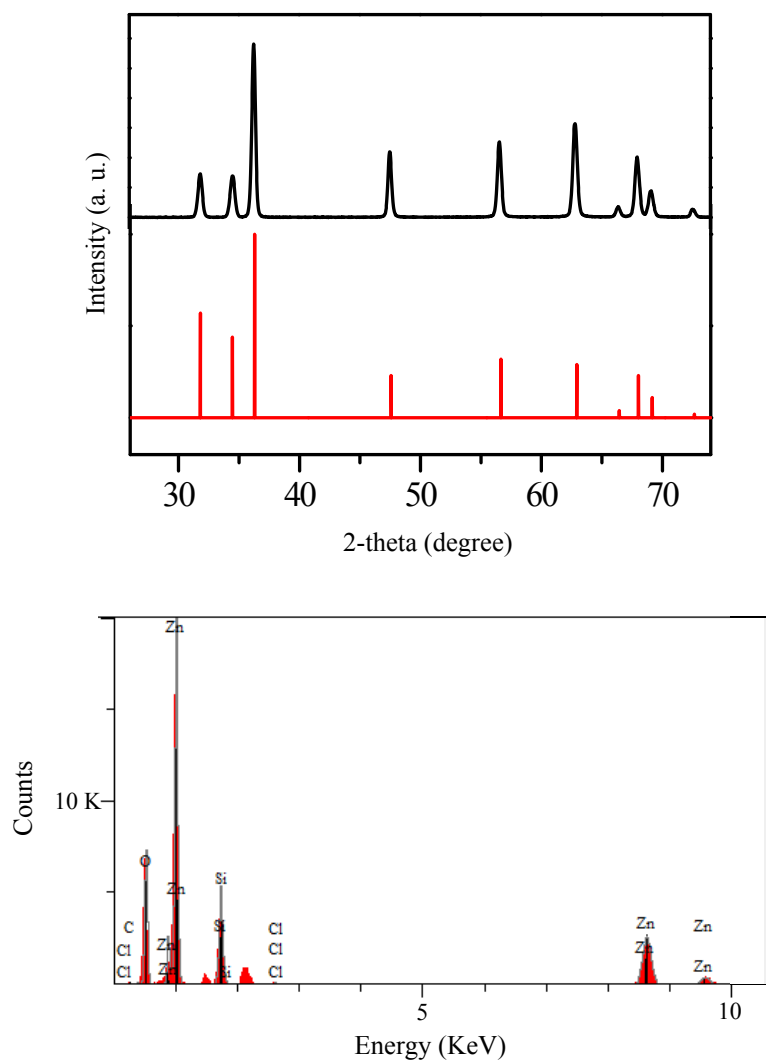 Intensity (a. u.)
30 40 50 60 70
2-theta (degree)
Zn
Counts
10 K
O
Zn
Si
C
Cl
Cl
Zn
Zn
Si
Si
Cl
Cl
Cl
Zn
Zn
Zn
Zn
5 10
Energy (KeV)